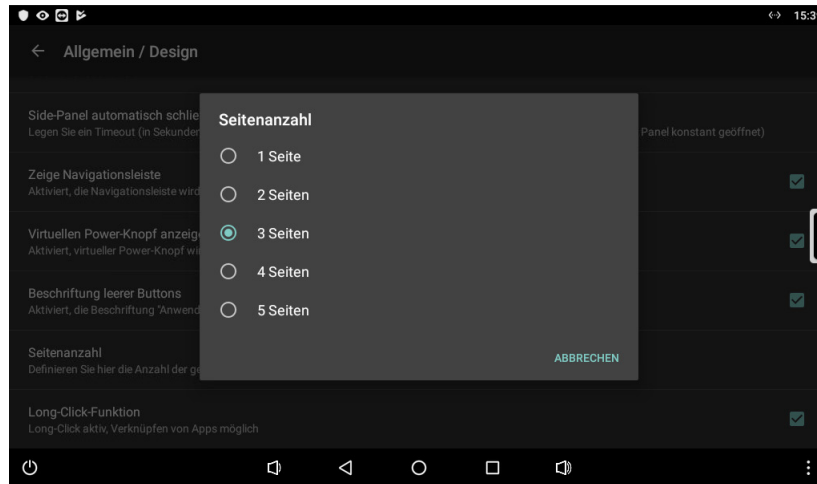 15:3
Allgemein / Design
Side-Panel automatisch schlie
Legen Sie ein Timeout (in Sekunden
Panel konstant geöffnet)
Zeige Navigationsleiste
Aktiviert, die Navigationsleiste wird
Virtuellen Power-Knopf anzeig
Aktiviert, virtueller Power-Knopf wi
Beschriftung leerer Buttons
Aktiviert, die Beschriftung "Anwend
Seitenanzahl
Definieren Sie hier die Anzahl der ge
Long-Click-Funktion
Long-Click aktiv, Verknüpfen von Apps möglich
Seitenanzahl
1 Seite
2 Seiten
3 Seiten
4 Seiten
5 Seiten
ABBRECHEN